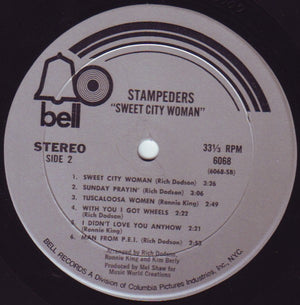 bell
STAMPEDERS
"SWEET CITY WOMAN"
STEREO
SIDE 2
33⅓ RPM
6068
(6068-SB)
1. SWEET CITY WOMAN (Rich Dodson) 3:26
2. SUNDAY PRAYIN' (Rich Dodson) 3:06
3. TUSCALOOSA WOMEN (Ronnie King) 2:49
4. WITH YOU I GOT WHEELS 2:22
(Rich Dodson)
5. I DIDN'T LOVE YOU ANYHOW 2:21
(Ronnie King)
6. MAN FROM P.E.I. (Rich Dodson) 2:53
Arranged by Rich Dodson,
Ronnie King and Kim Berly
Produced by Mel Shaw for
Music World Creations
BELL RECORDS A Division of Columbia Pictures Industries, Inc., N.Y.C.